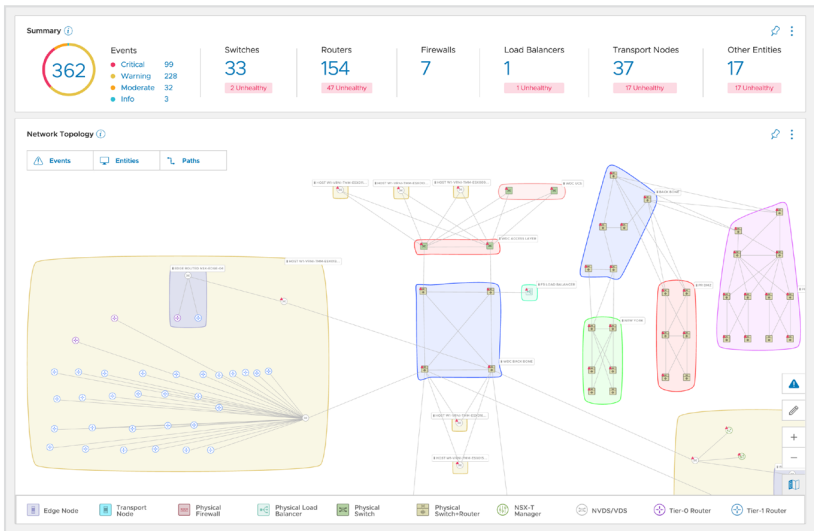 Summary
362
Events
Critical 99
Warning 228
Moderate 32
Info 3
Switches
33
2 Unhealthy
Routers
154
47 Unhealthy
Firewalls
7
Load Balancers
1
1 Unhealthy
Transport Nodes
37
17 Unhealthy
Other Entities
17
17 Unhealthy
Network Topology
Events
Entities
Paths
Edge Node
Transport Node
Physical Firewall
Physical Load Balancer
Physical Switch
Physical Switch+Router
NSX-T Manager
NVDS/VDS
Tier-0 Router
Tier-1 Router